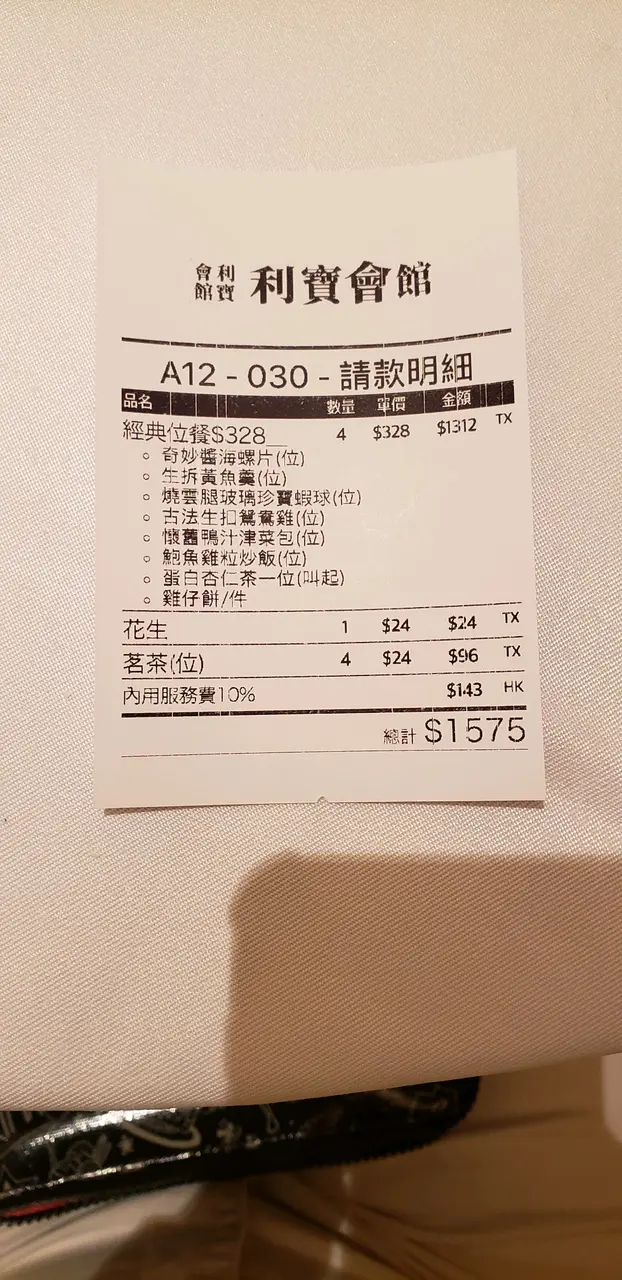 會利 利寶會館
館寶
A12 - 030 - 請款明細
品名 數量 單價 金額
經典位餐$328__ 4 $328 $1312 TX
◦ 奇妙醬海螺片(位)
◦ 生拆黃魚羹(位)
◦ 燒雲腿玻璃珍寶蝦球(位)
◦ 古法生扣鴛鴦雞(位)
◦ 懷舊鴨汁津菜包(位)
◦ 鮑魚雞粒炒飯(位)
◦ 蛋白杏仁茶一位(叫起)
◦ 雞仔餅/件
花生 1 $24 $24 TX
茗茶(位) 4 $24 $96 TX
內用服務費10% $143 HK
總計 $1575